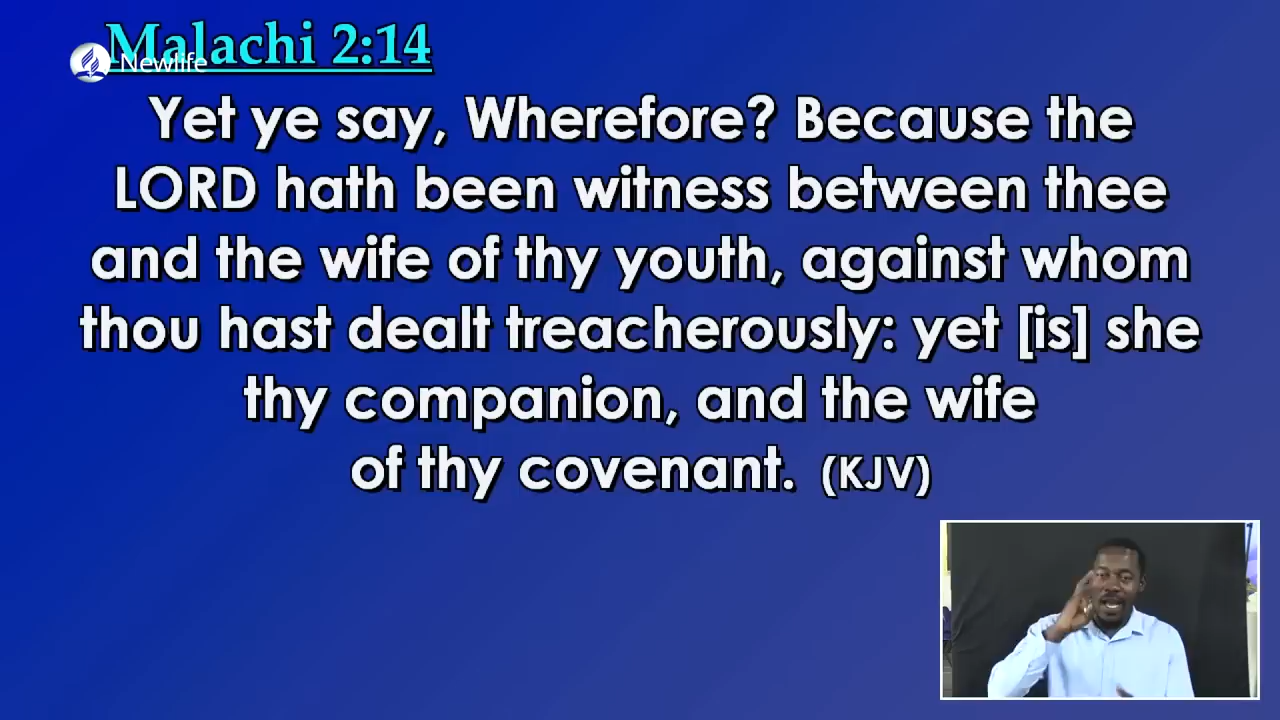 Malachi 2:14
Newlife
Yet ye say, Wherefore? Because the
LORD hath been witness between thee
and the wife of thy youth, against whom
thou hast dealt treacherously: yet [is] she
thy companion, and the wife
of thy covenant. (KJV)